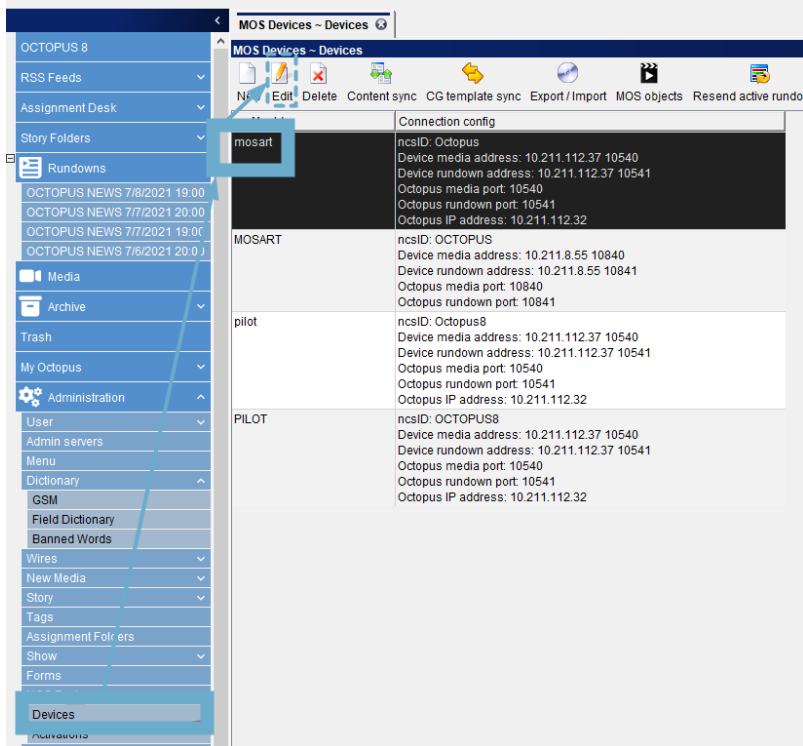 OCTOPUS 8
RSS Feeds
Assignment Desk
Story Folders
Rundowns
OCTOPUS NEWS 7/8/2021 19:00
OCTOPUS NEWS 7/7/2021 20:00
OCTOPUS NEWS 7/7/2021 19:00
OCTOPUS NEWS 7/6/2021 20:00
Media
Archive
Trash
My Octopus
Administration
User
Admin servers
Menu
Dictionary
GSM
Field Dictionary
Banned Words
Wires
New Media
Story
Tags
Assignment Folders
Show
Forms
Devices
Activations
MOS Devices ~ Devices
MOS Devices ~ Devices
New Edit Delete Content sync CG template sync Export / Import MOS objects Resend active rundo
Connection config
mosart
ncsID: Octopus
Device media address: 10.211.112.37 10540
Device rundown address: 10.211.112.37 10541
Octopus media port: 10540
Octopus rundown port: 10541
Octopus IP address: 10.211.112.32
MOSART
ncsID: OCTOPUS
Device media address: 10.211.8.55 10840
Device rundown address: 10.211.8.55 10841
Octopus media port: 10840
Octopus rundown port: 10841
pilot
ncsID: Octopus8
Device media address: 10.211.112.37 10540
Device rundown address: 10.211.112.37 10541
Octopus media port: 10540
Octopus rundown port: 10541
Octopus IP address: 10.211.112.32
PILOT
ncsID: OCTOPUS8
Device media address: 10.211.112.37 10540
Device rundown address: 10.211.112.37 10541
Octopus media port: 10540
Octopus rundown port: 10541
Octopus IP address: 10.211.112.32